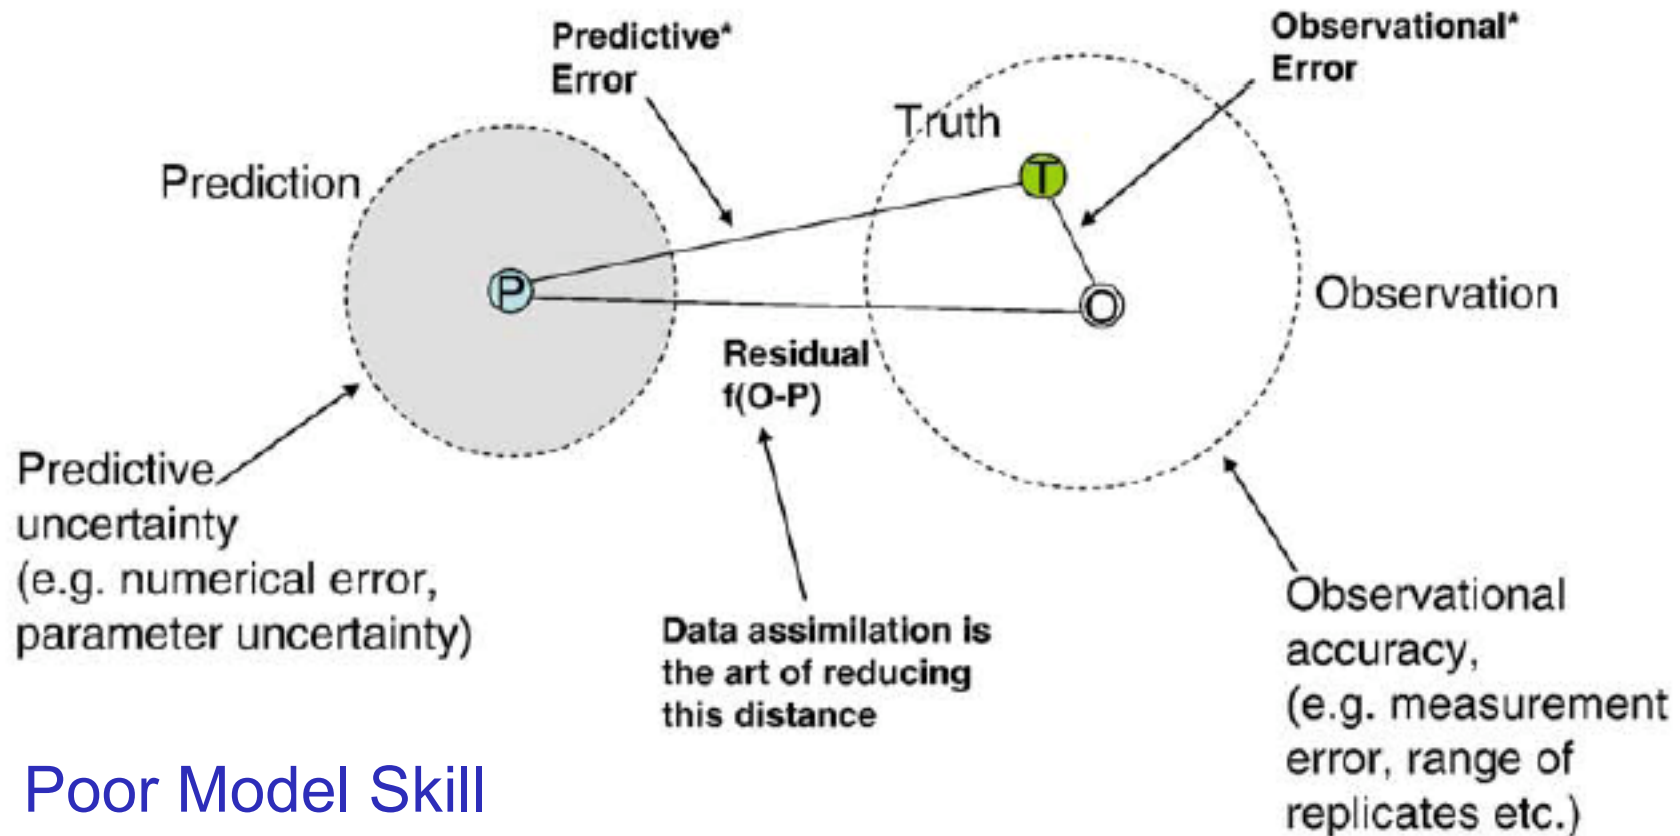 Predictive*
Error
Observational*
Error
Truth
T
Prediction
P
Observation
O
Residual
f(O-P)
Predictive
uncertainty
(e.g. numerical error,
parameter uncertainty)
Data assimilation is
the art of reducing
this distance
Observational
accuracy,
(e.g. measurement
error, range of
replicates etc.)
Poor Model Skill